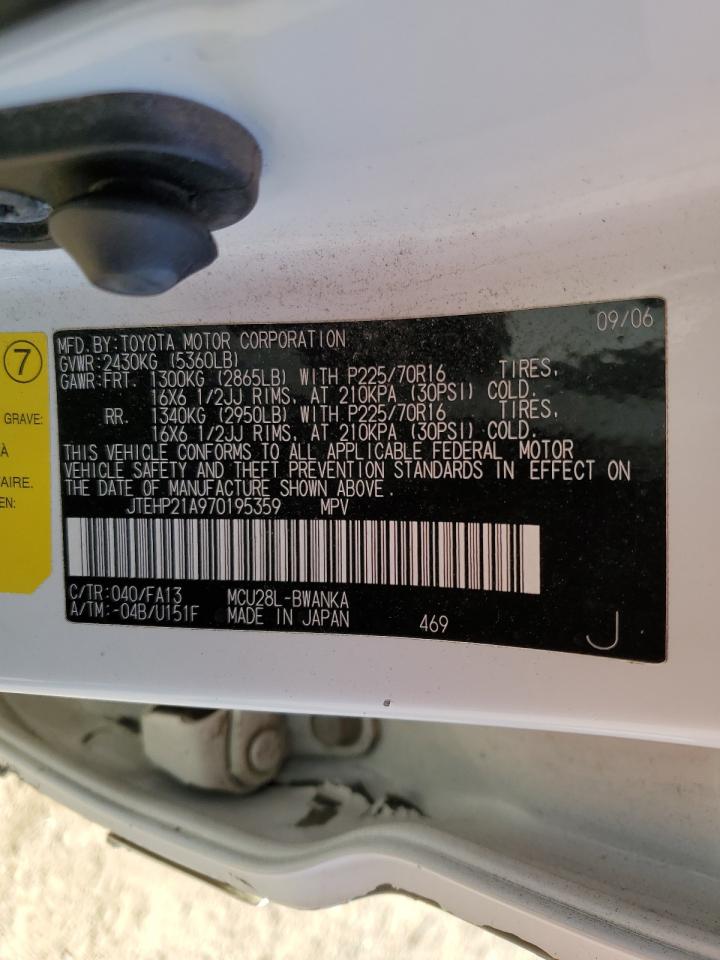 09/06
MFD.BY:TOYOTA MOTOR CORPORATION
GVWR:2430KG (5360LB)
GAWR:FRT. 1300KG (2865LB) WITH P225/70R16 TIRES,
16X6 1/2JJ RIMS, AT 210KPA (30PSI) COLD.
RR. 1340KG (2950LB) WITH P225/70R16 TIRES,
16X6 1/2JJ RIMS, AT 210KPA (30PSI) COLD.
THIS VEHICLE CONFORMS TO ALL APPLICABLE FEDERAL MOTOR
VEHICLE SAFETY AND THEFT PREVENTION STANDARDS IN EFFECT ON
THE DATE OF MANUFACTURE SHOWN ABOVE.
JTEHP21A970195359 MPV
C/TR:040/FA13 MCU28L-BWANKA
A/TM:-04B/U151F MADE IN JAPAN 469
J
7
GRAVE:
À
AIRE.
EN: